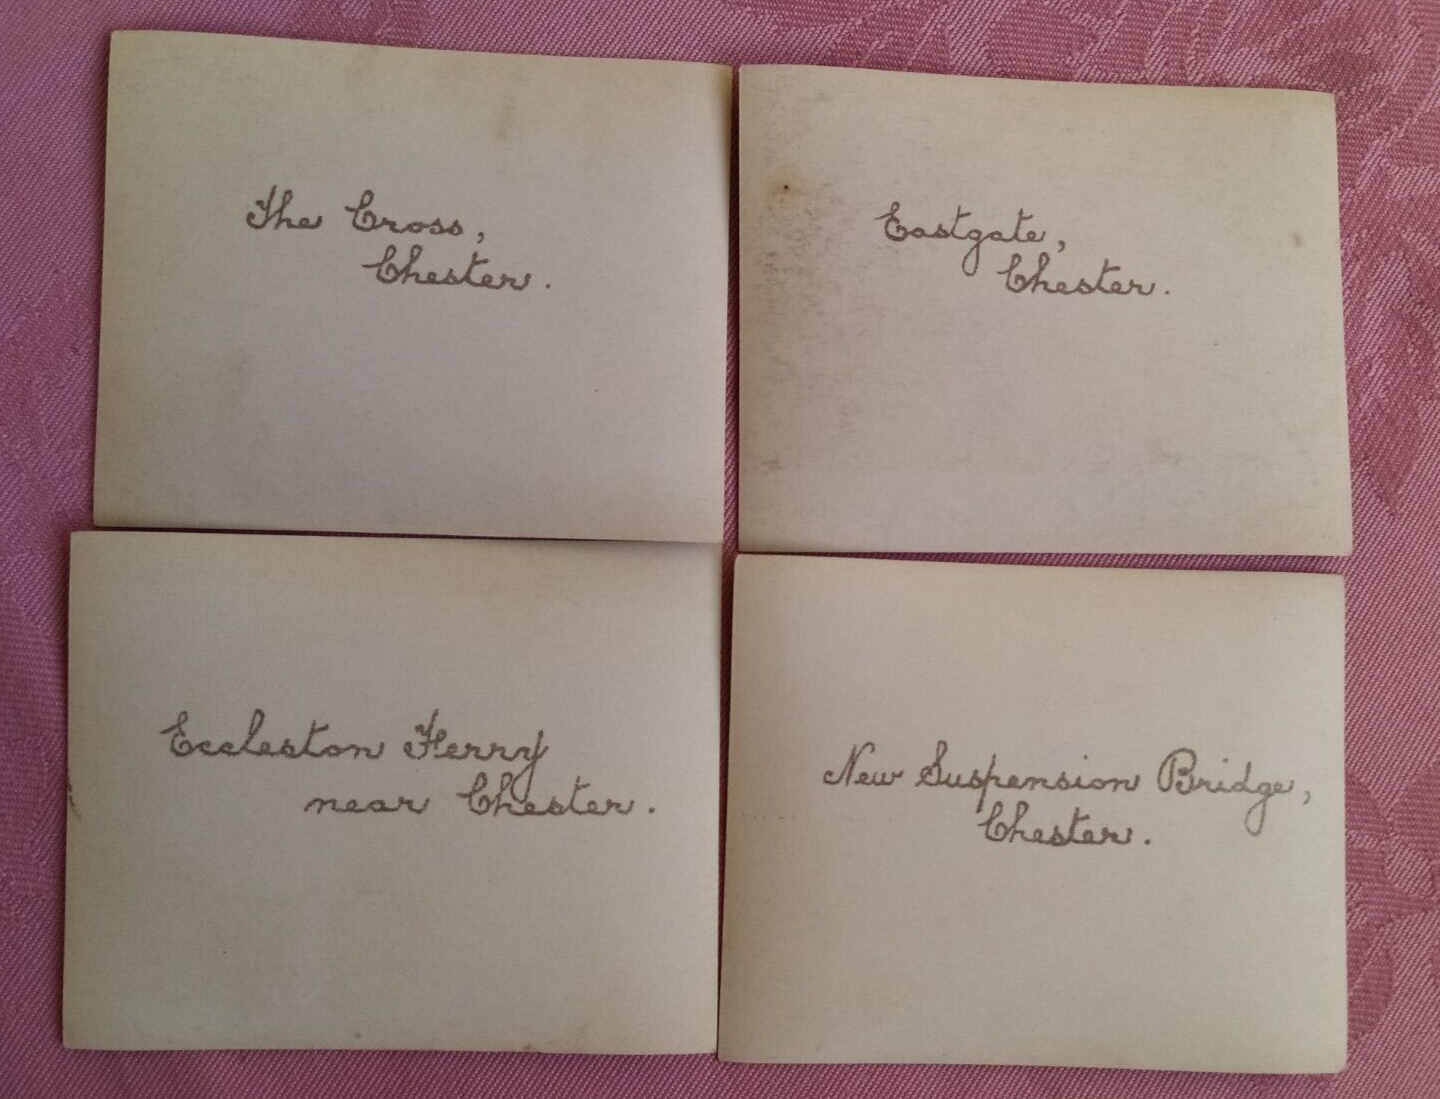 The Cross,
Chester.
Eastgate,
Chester.
Eccleston Ferry
near Chester.
New Suspension Bridge,
Chester.